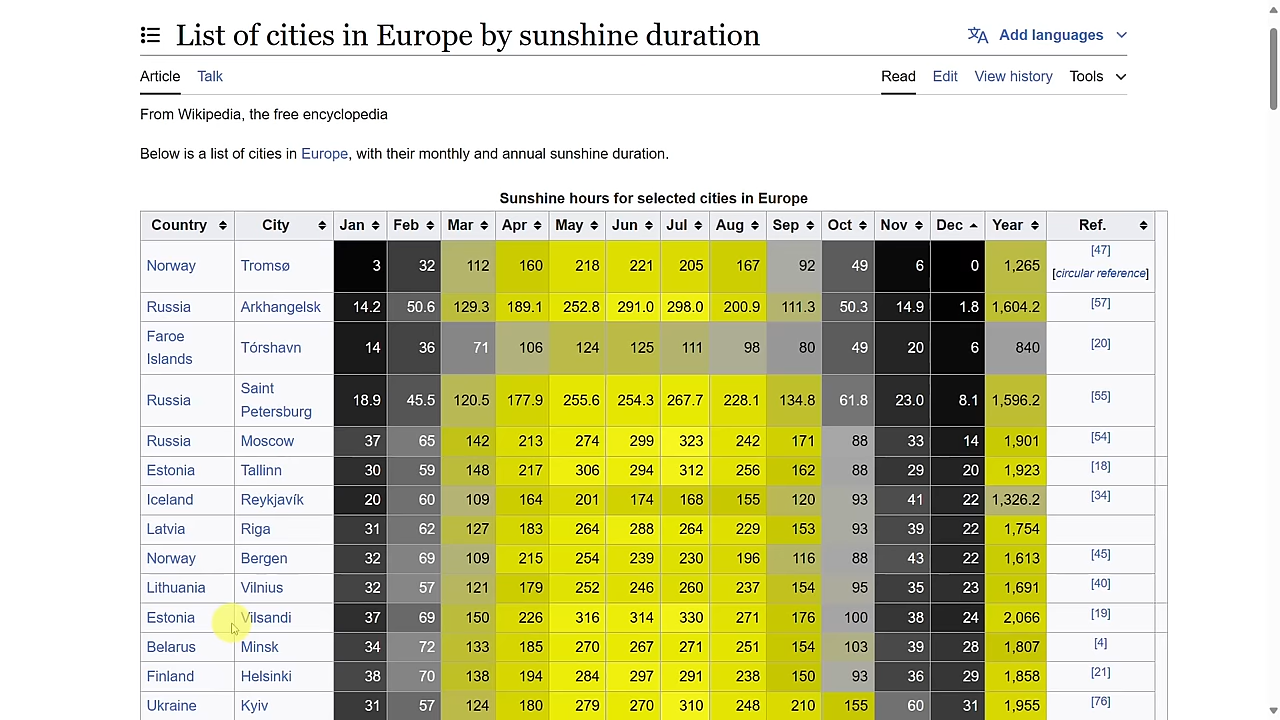 List of cities in Europe by sunshine duration
Add languages
Article Talk Read Edit View history Tools
From Wikipedia, the free encyclopedia
Below is a list of cities in Europe, with their monthly and annual sunshine duration.
Sunshine hours for selected cities in Europe
Country City Jan Feb Mar Apr May Jun Jul Aug Sep Oct Nov Dec Year Ref.
Norway Tromsø 3 32 112 160 218 221 205 167 92 49 6 0 1,265 [47]
[circular reference]
Russia Arkhangelsk 14.2 50.6 129.3 189.1 252.8 291.0 298.0 200.9 111.3 50.3 14.9 1.8 1,604.2 [57]
Faroe Islands Tórshavn 14 36 71 106 124 125 111 98 80 49 20 6 840 [20]
Russia Saint Petersburg 18.9 45.5 120.5 177.9 255.6 254.3 267.7 228.1 134.8 61.8 23.0 8.1 1,596.2 [55]
Russia Moscow 37 65 142 213 274 299 323 242 171 88 33 14 1,901 [54]
Estonia Tallinn 30 59 148 217 306 294 312 256 162 88 29 20 1,923 [18]
Iceland Reykjavík 20 60 109 164 201 174 168 155 120 93 41 22 1,326.2 [34]
Latvia Riga 31 62 127 183 264 288 264 229 153 93 39 22 1,754
Norway Bergen 32 69 109 215 254 239 230 196 116 88 43 22 1,613 [45]
Lithuania Vilnius 32 57 121 179 252 246 260 237 154 95 35 23 1,691 [40]
Estonia Vilsandi 37 69 150 226 316 314 330 271 176 100 38 24 2,066 [19]
Belarus Minsk 34 72 133 185 270 267 271 251 154 103 39 28 1,807 [4]
Finland Helsinki 38 70 138 194 284 297 291 238 150 93 36 29 1,858 [21]
Ukraine Kyiv 31 57 124 180 279 270 310 248 210 155 60 31 1,955 [76]